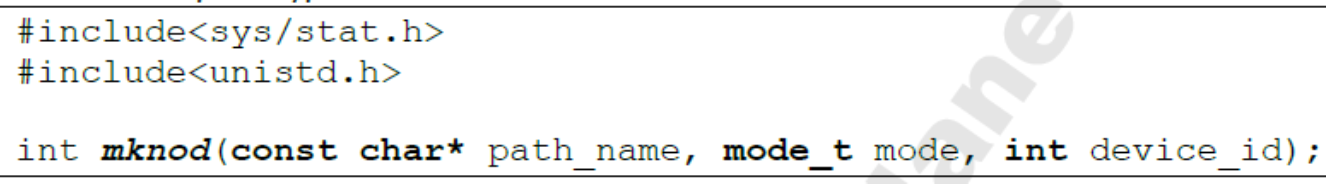 #include<sys/stat.h>
#include<unistd.h>
int mknod(const char* path_name, mode_t mode, int device_id);